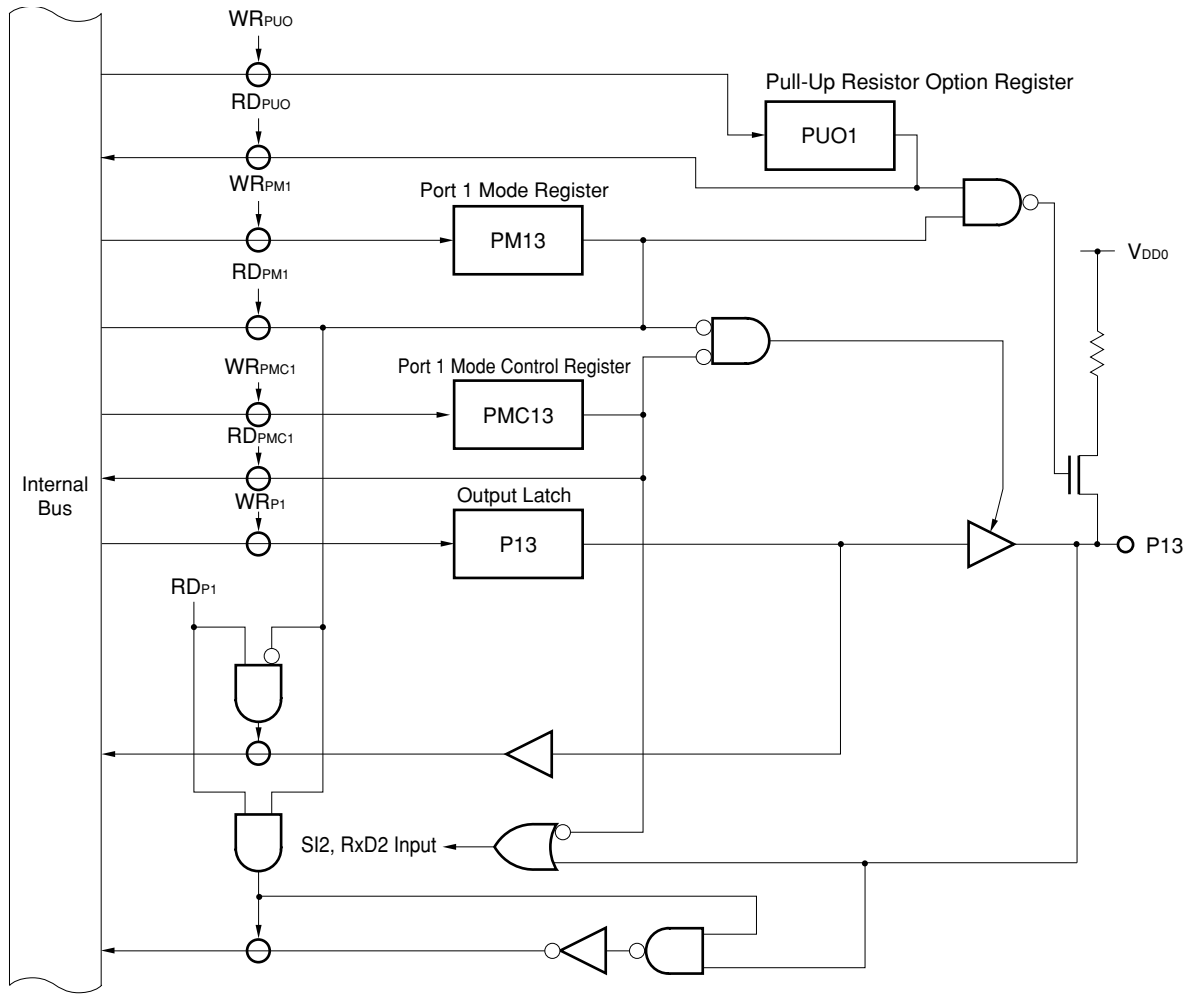 WRPUO
RDPUO
Pull-Up Resistor Option Register
PUO1
WRPM1
Port 1 Mode Register
PM13
RDPM1
VDD0
WRPMC1
Port 1 Mode Control Register
PMC13
RDPMC1
Internal
Bus
WRP1
Output Latch
P13
P13
RDP1
SI2, RxD2 Input